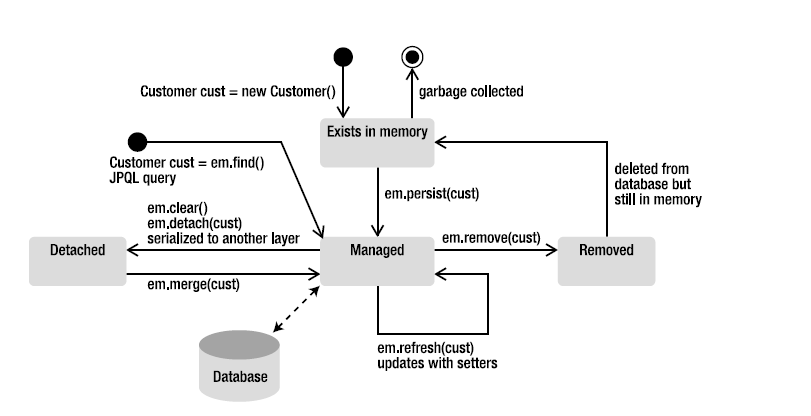 Customer cust = new Customer()
garbage collected
Exists in memory
Customer cust = em.find()
JPQL query
deleted from
database but
still in memory
em.persist(cust)
em.clear()
em.detach(cust)
serialized to another layer
em.remove(cust)
Detached
Managed
Removed
em.merge(cust)
em.refresh(cust)
updates with setters
Database